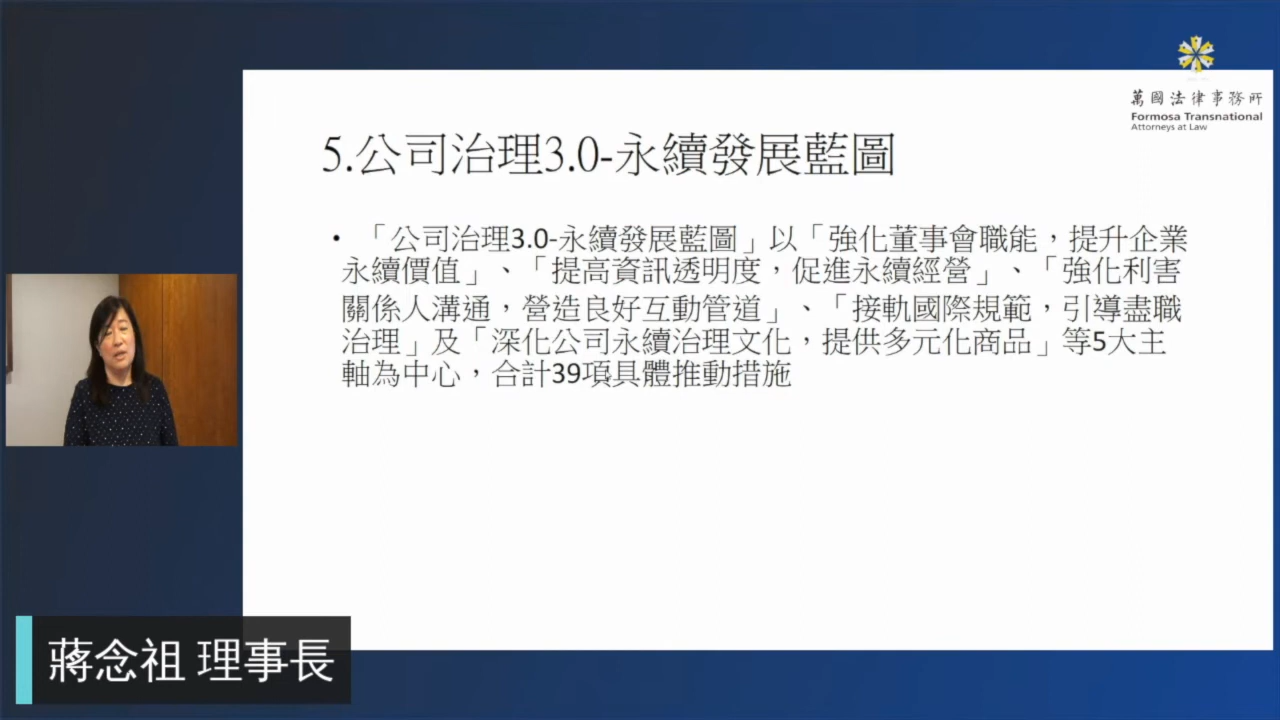 萬國法律事務所
Formosa Transnational
Attorneys at Law
5.公司治理3.0-永續發展藍圖
• 「公司治理3.0-永續發展藍圖」以「強化董事會職能，提升企業
永續價值」、「提高資訊透明度，促進永續經營」、「強化利害
關係人溝通，營造良好互動管道」、「接軌國際規範，引導盡職
治理」及「深化公司永續治理文化，提供多元化商品」等5大主
軸為中心，合計39項具體推動措施
蔣念祖 理事長